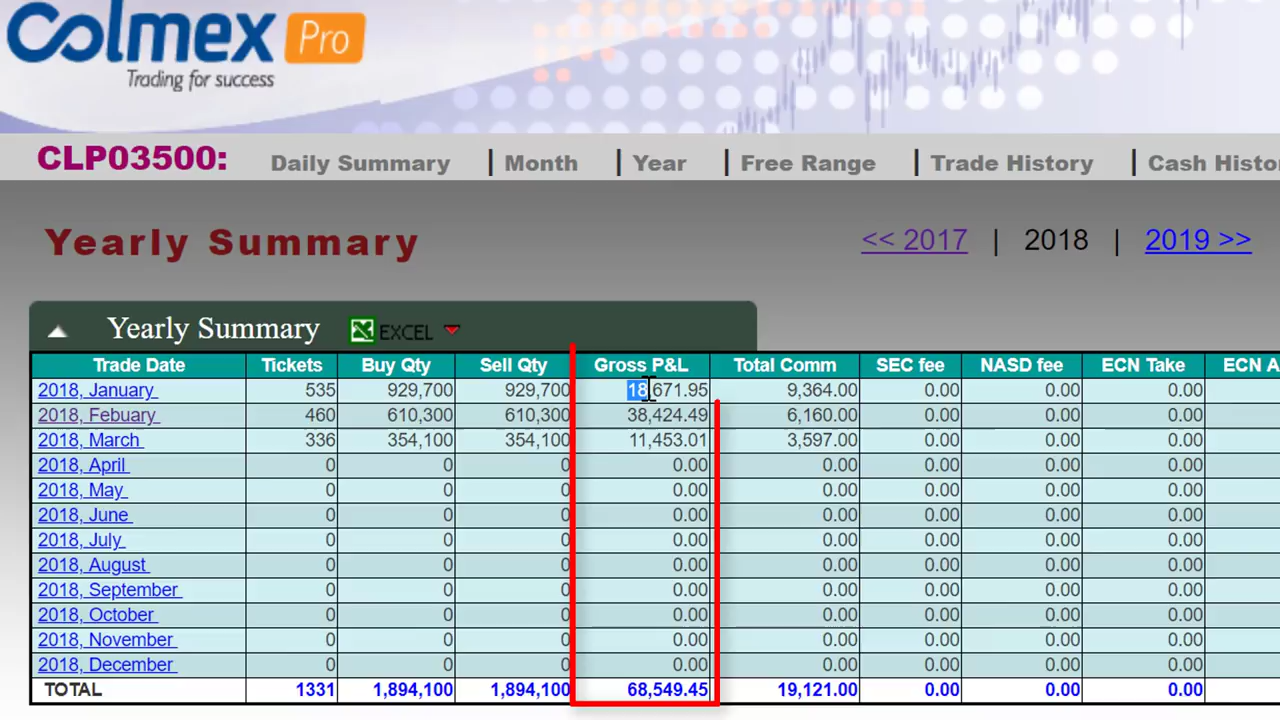 Colmex Pro
Trading for success
CLP03500: Daily Summary | Month | Year | Free Range | Trade History | Cash Histo
Yearly Summary << 2017 | 2018 | 2019 >>
Yearly Summary EXCEL
Trade Date Tickets Buy Qty Sell Qty Gross P&L Total Comm SEC fee NASD fee ECN Take ECN A
2018, January 535 929,700 929,700 18,671.95 9,364.00 0.00 0.00 0.00
2018, Febuary 460 610,300 610,300 38,424.49 6,160.00 0.00 0.00 0.00
2018, March 336 354,100 354,100 11,453.01 3,597.00 0.00 0.00 0.00
2018, April 0 0 0 0.00 0.00 0.00 0.00 0.00
2018, May 0 0 0 0.00 0.00 0.00 0.00 0.00
2018, June 0 0 0 0.00 0.00 0.00 0.00 0.00
2018, July 0 0 0 0.00 0.00 0.00 0.00 0.00
2018, August 0 0 0 0.00 0.00 0.00 0.00 0.00
2018, September 0 0 0 0.00 0.00 0.00 0.00 0.00
2018, October 0 0 0 0.00 0.00 0.00 0.00 0.00
2018, November 0 0 0 0.00 0.00 0.00 0.00 0.00
2018, December 0 0 0 0.00 0.00 0.00 0.00 0.00
TOTAL 1331 1,894,100 1,894,100 68,549.45 19,121.00 0.00 0.00 0.00